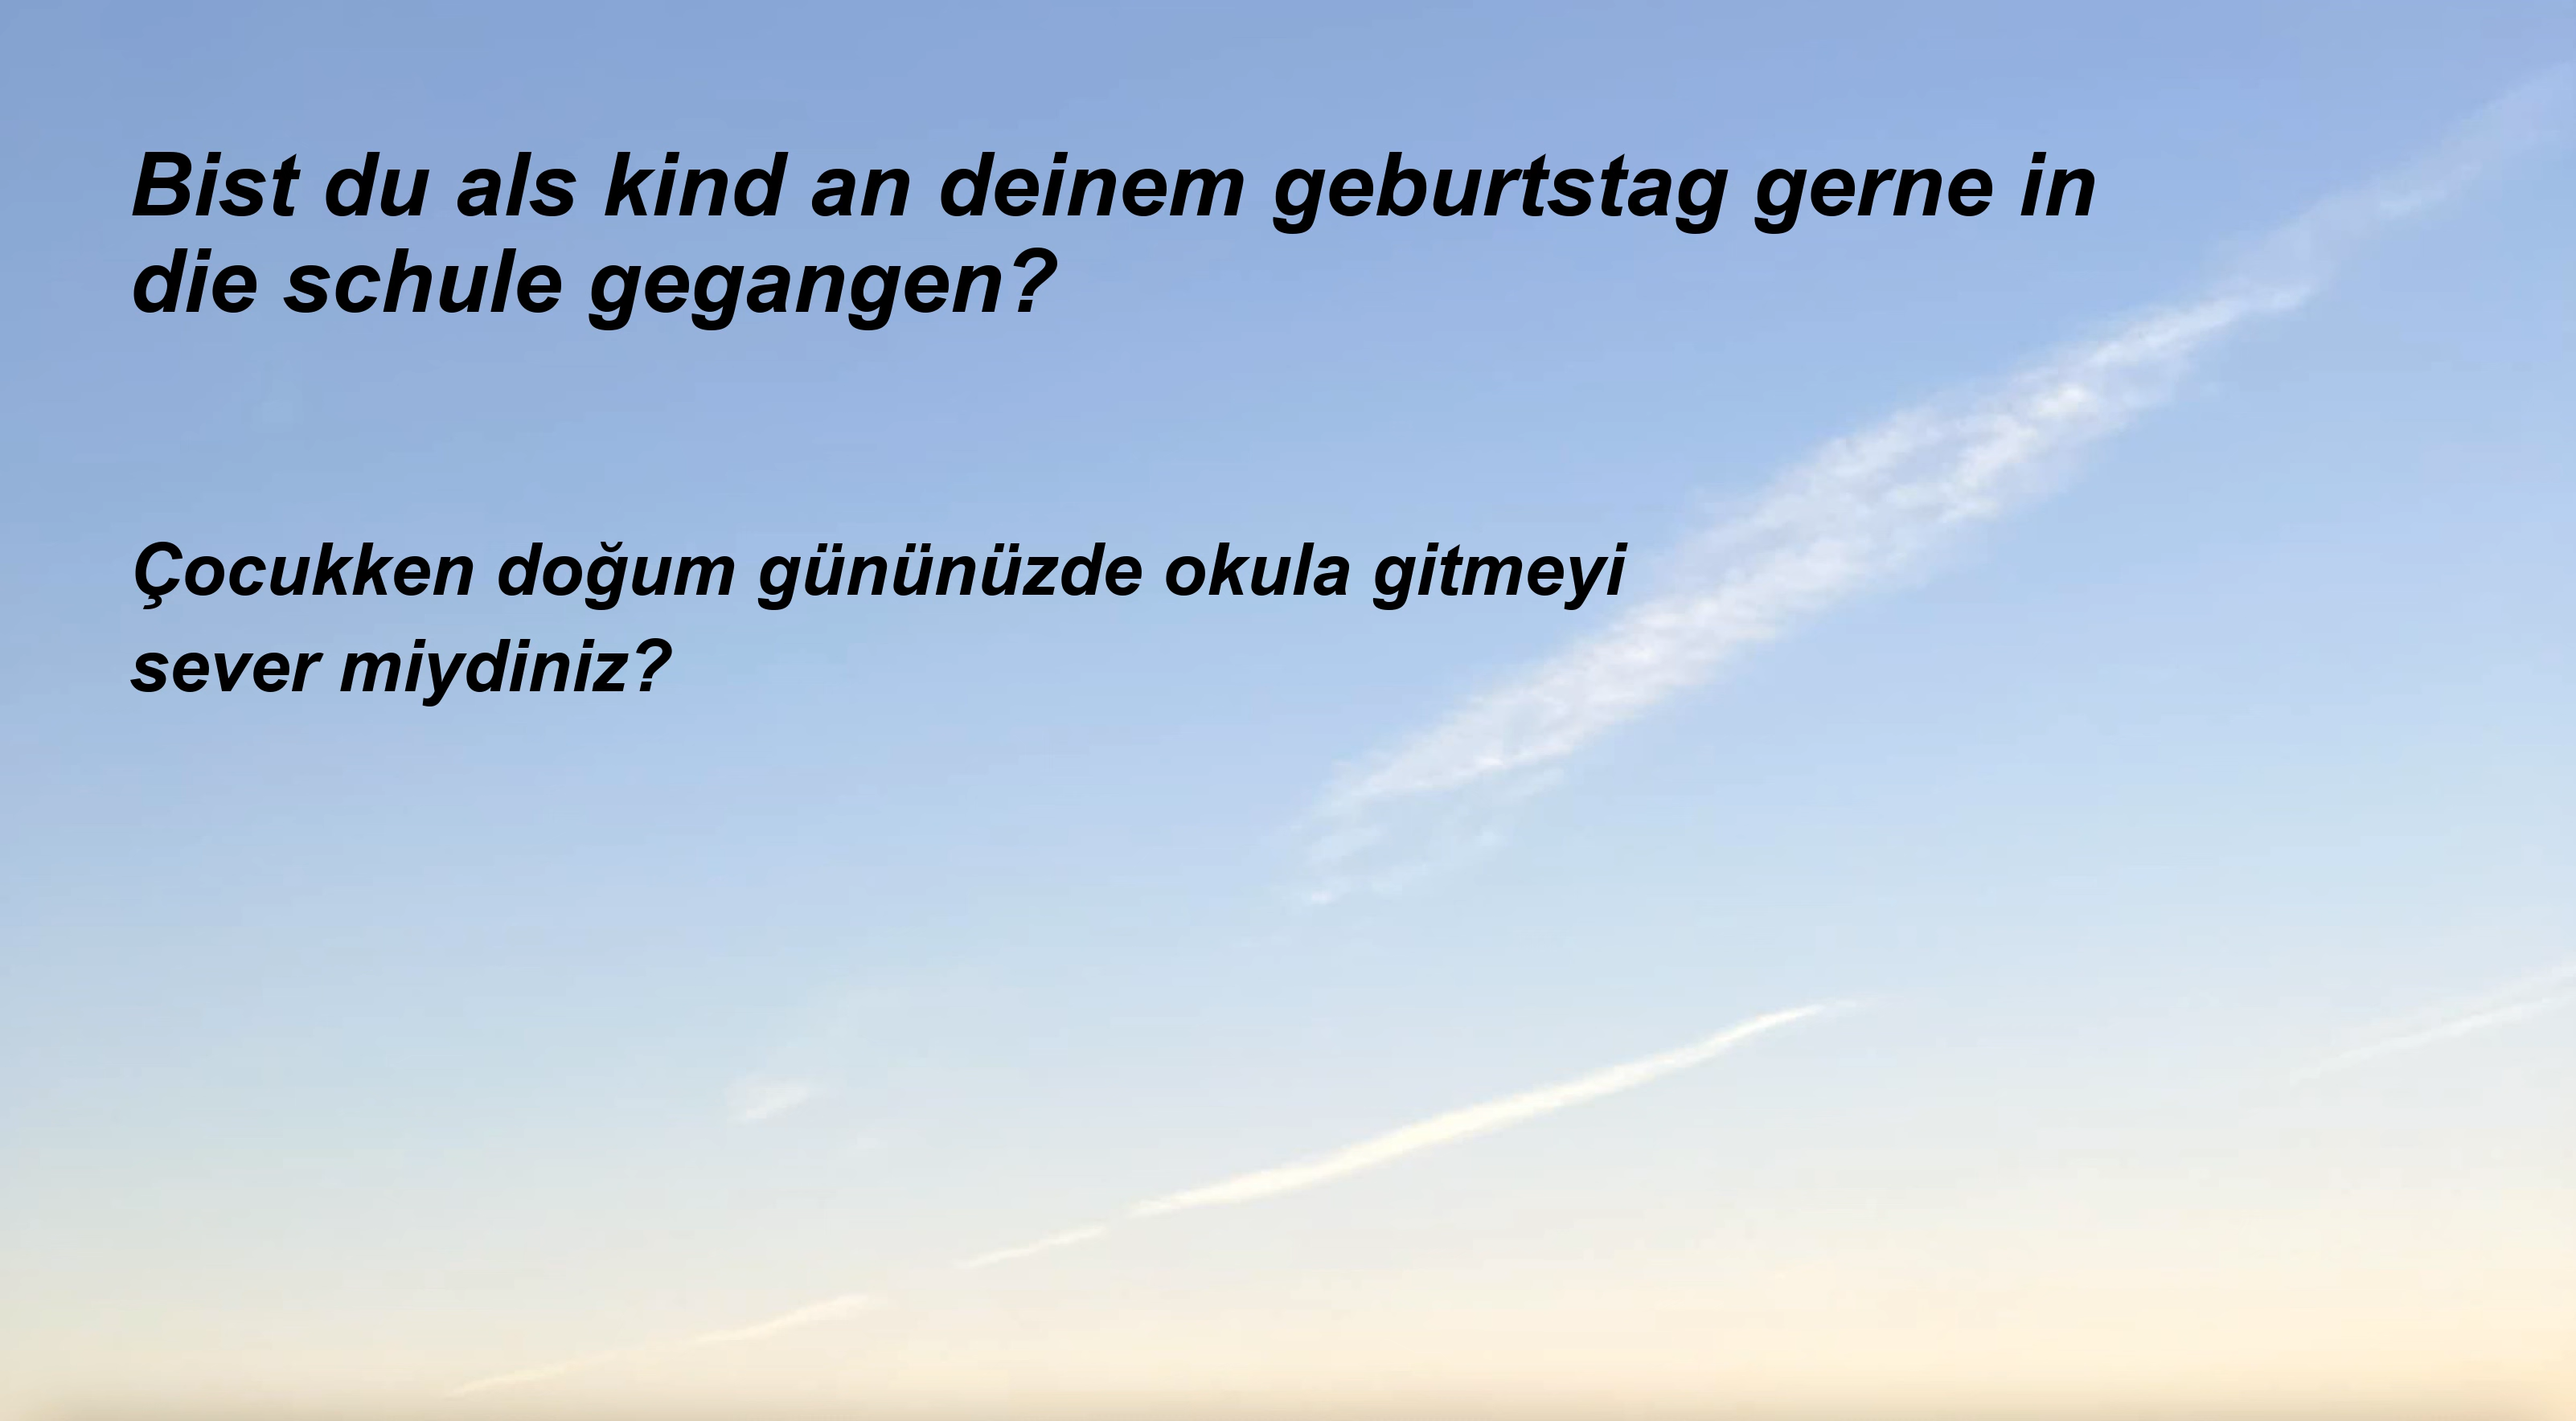 Bist du als kind an deinem geburtstag gerne in
die schule gegangen?
Çocukken doğum gününüzde okula gitmeyi
sever miydiniz?